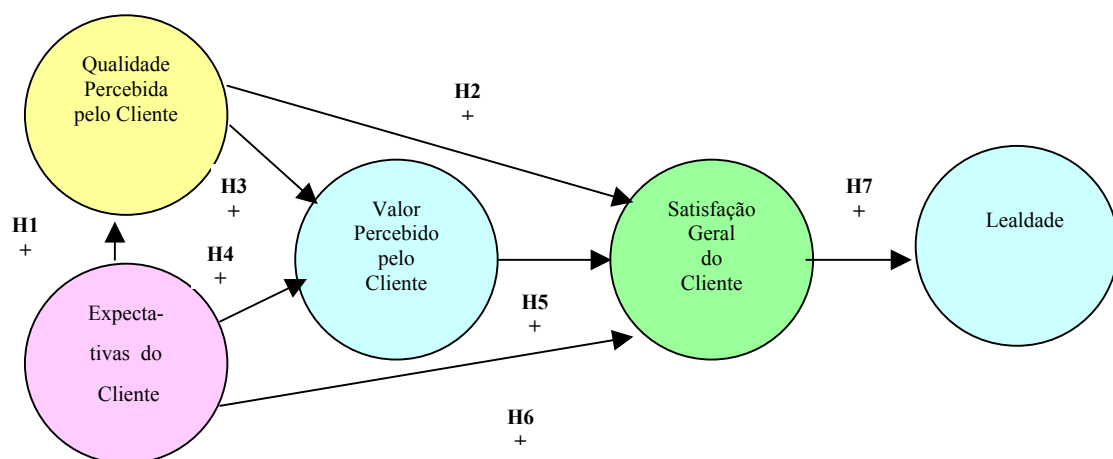 Qualidade
Percebida
pelo Cliente
H2
+
H3
+
H1
+
H4
+
Valor
Percebido
pelo
Cliente
Satisfação
Geral
do
Cliente
H7
+
Lealdade
Expecta-
tivas do
Cliente
H5
+
H6
+